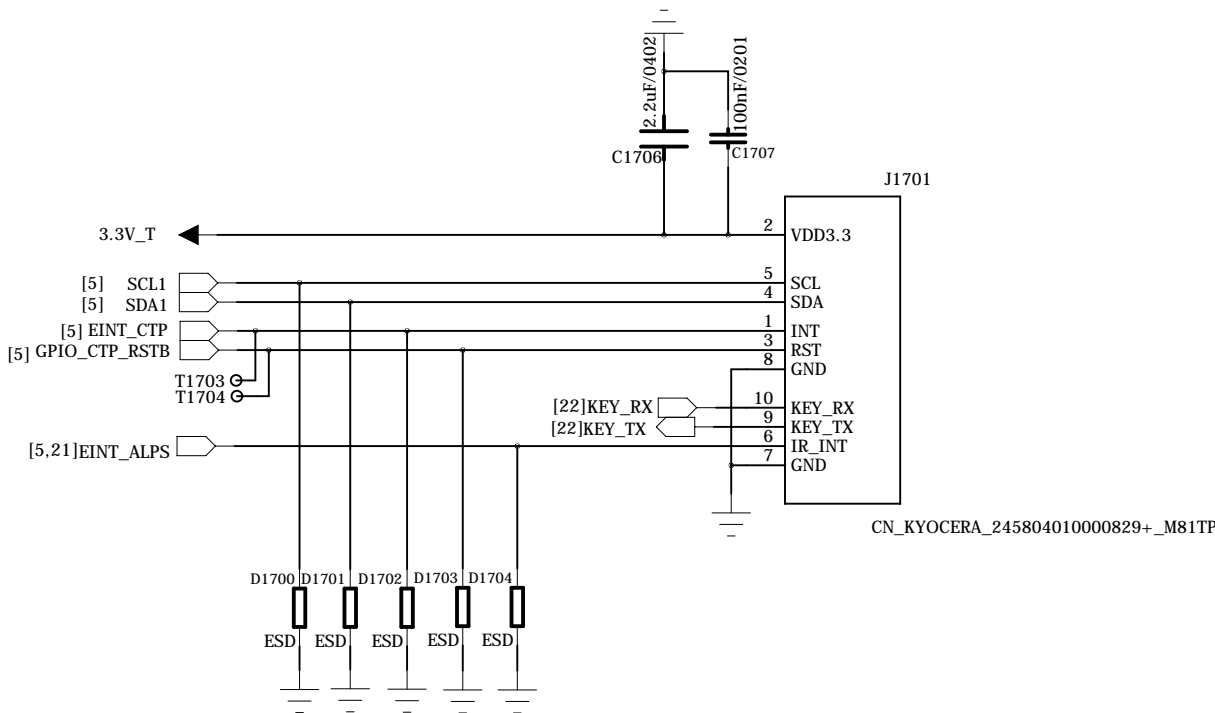 2.2uF/0402
100nF/0201
C1706
C1707
J1701
3.3V_T
2 VDD3.3
[5] SCL1
5 SCL
[5] SDA1
4 SDA
[5] EINT_CTP
1 INT
[5] GPIO_CTP_RSTB
3 RST
8 GND
T1703
T1704
[22]KEY_RX
10 KEY_RX
[22]KEY_TX
9 KEY_TX
[5,21]EINT_ALPS
6 IR_INT
7 GND
CN_KYOCERA_245804010000829+_M81TP
D1700 D1701 D1702 D1703 D1704
ESD ESD ESD ESD ESD